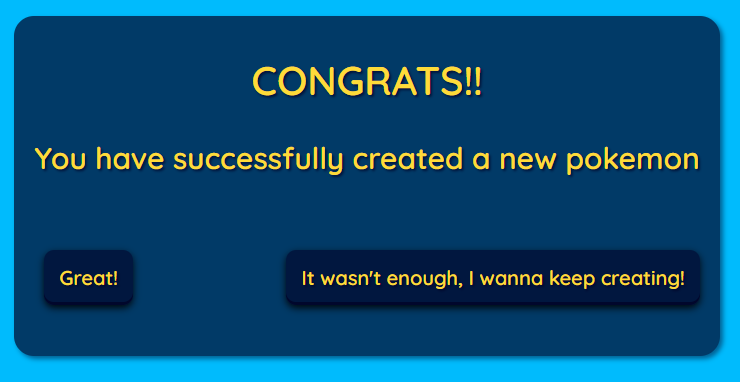 CONGRATS!!
You have successfully created a new pokemon
Great!
It wasn't enough, I wanna keep creating!